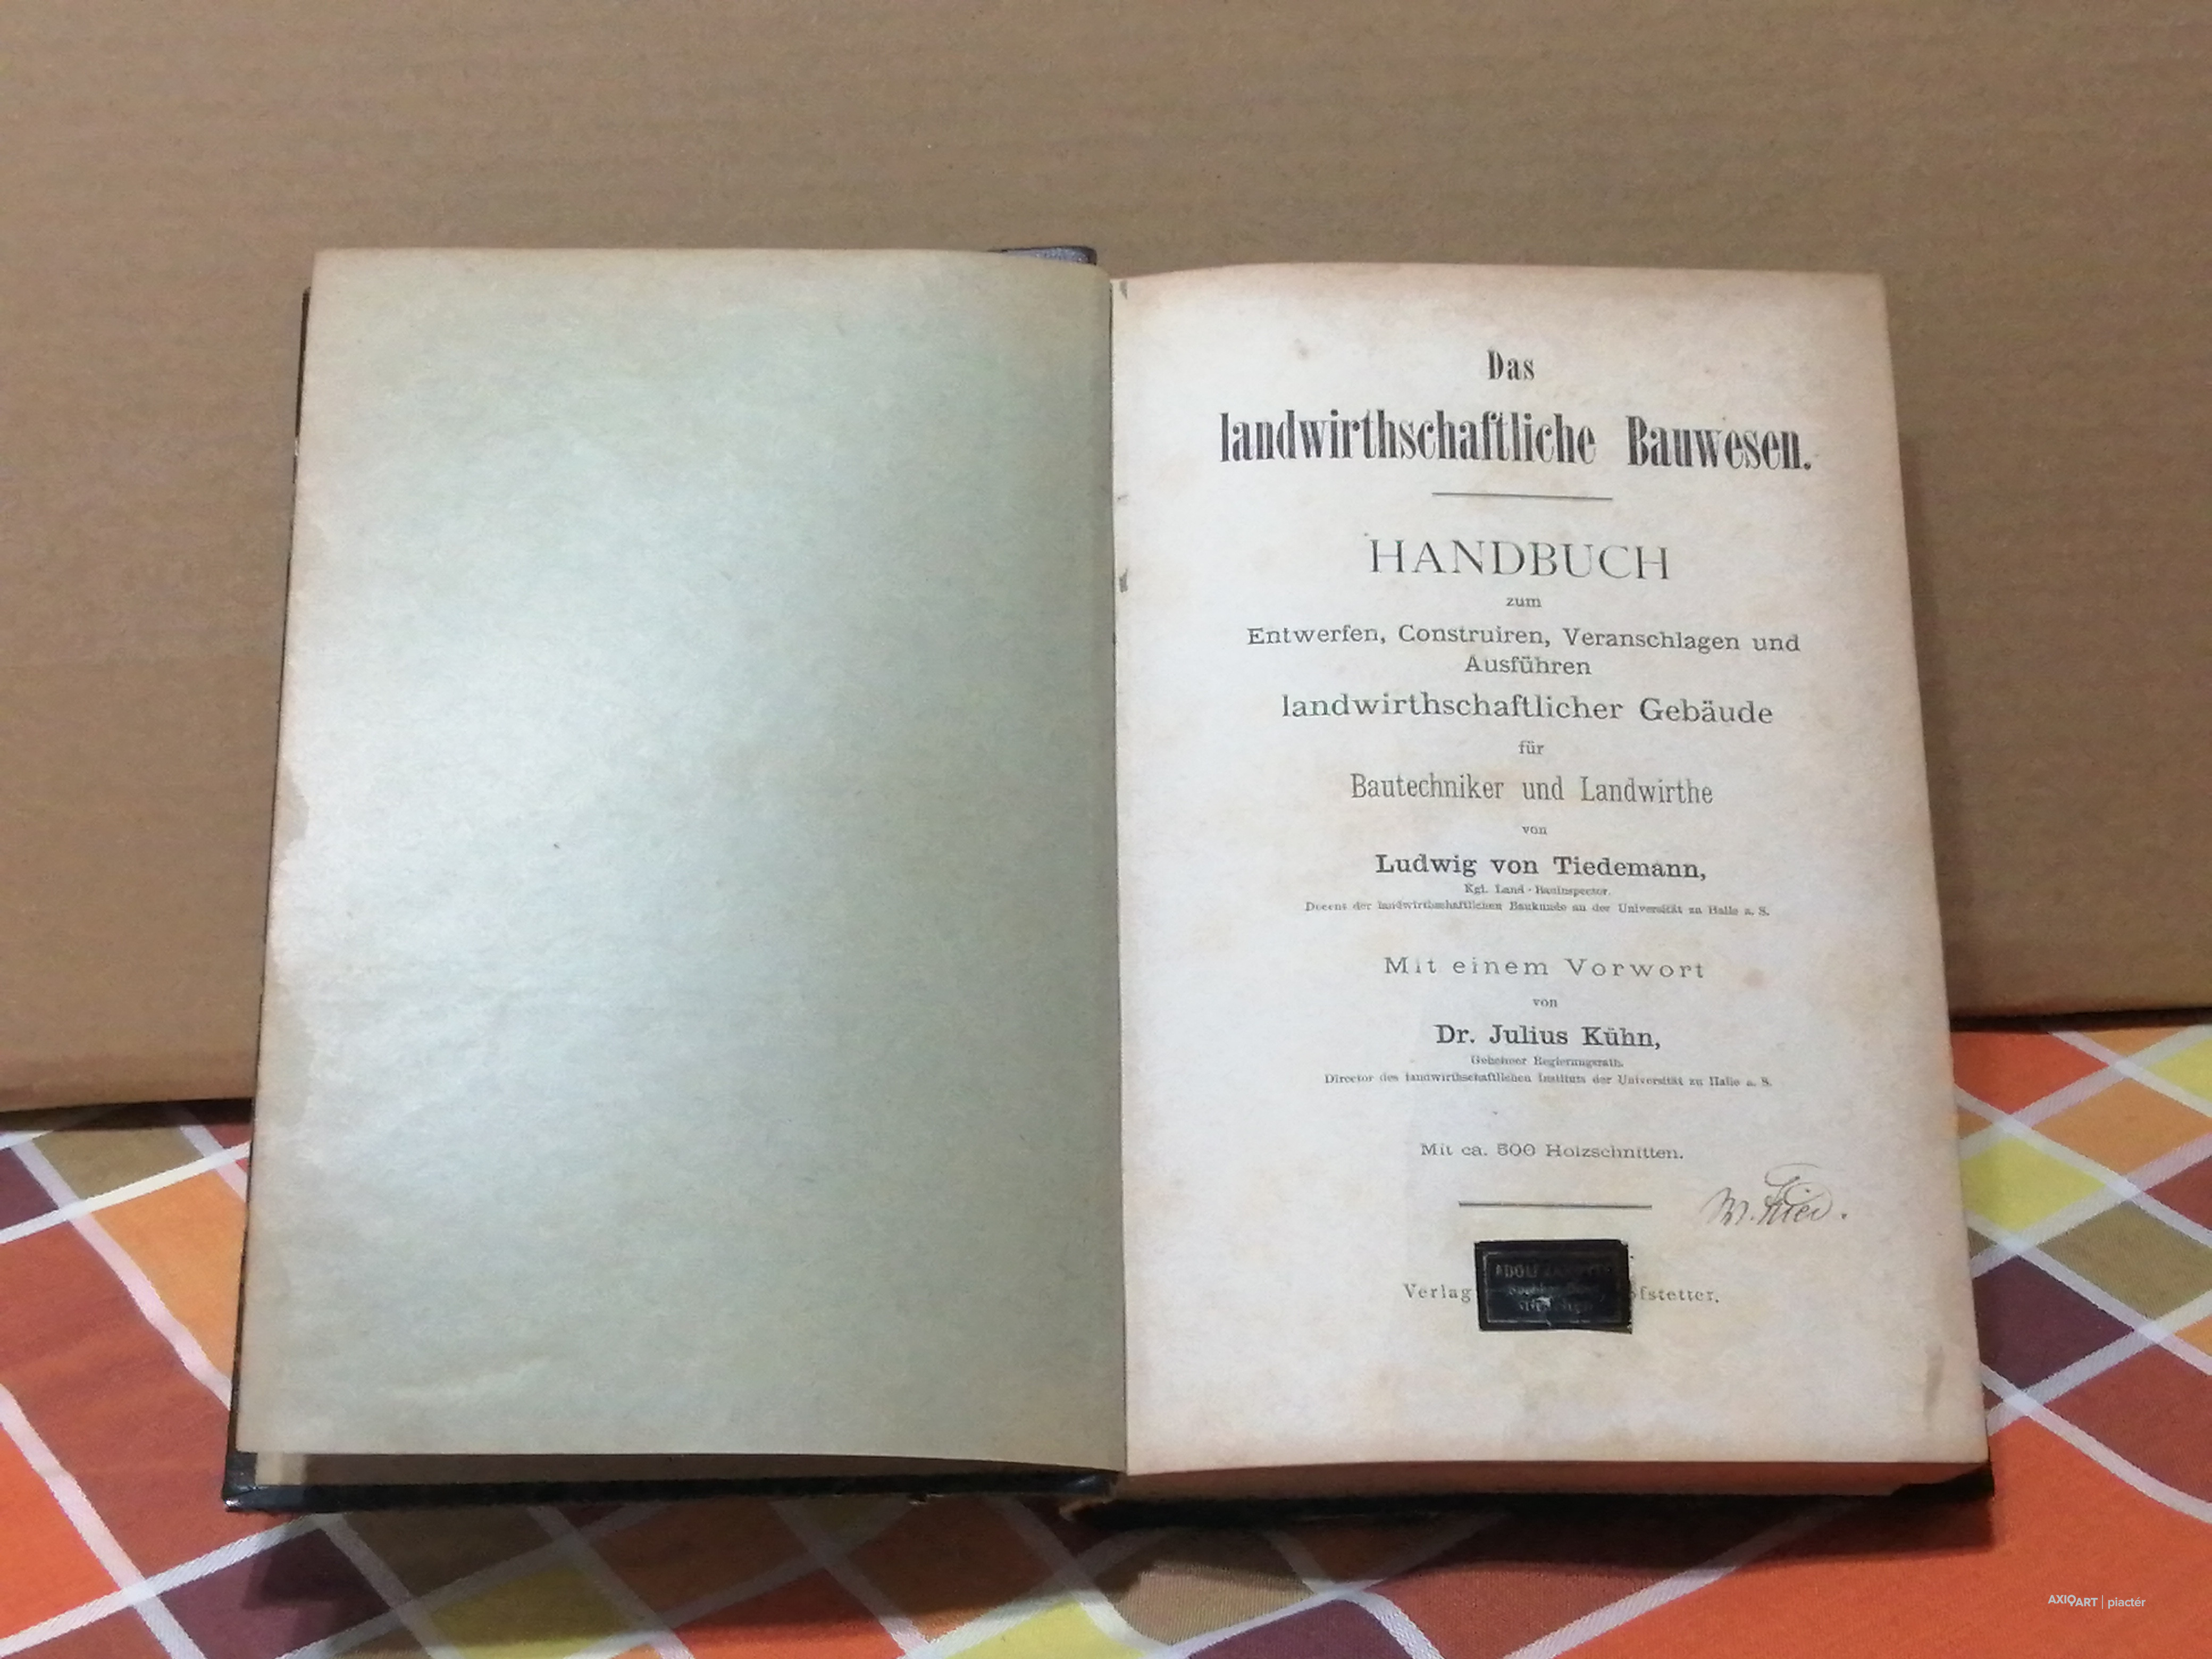 Das
landwirthschaftliche Bauwesen.
HANDBUCH
zum
Entwerfen, Construiren, Veranschlagen und
Ausführen
landwirthschaftlicher Gebäude
für
Bautechniker und Landwirthe
von
Ludwig von Tiedemann,
Kgl. Land-Bauinspector.
Docent der landwirthschaftlichen Baukunde an der Universität zu Halle a. S.
Mit einem Vorwort
von
Dr. Julius Kühn,
Geheimer Regierungsrath.
Director des landwirthschaftlichen Instituts der Universität zu Halle a. S.
Mit ca. 500 Holzschnitten.
Verlag
ADOLF
AXIOART | piactér